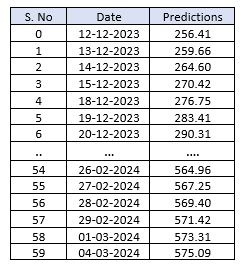 S. No Date Predictions
0 12-12-2023 256.41
1 13-12-2023 259.66
2 14-12-2023 264.60
3 15-12-2023 270.42
4 18-12-2023 276.75
5 19-12-2023 283.41
6 20-12-2023 290.31
.. ... ....
54 26-02-2024 564.96
55 27-02-2024 567.25
56 28-02-2024 569.40
57 29-02-2024 571.42
58 01-03-2024 573.31
59 04-03-2024 575.09